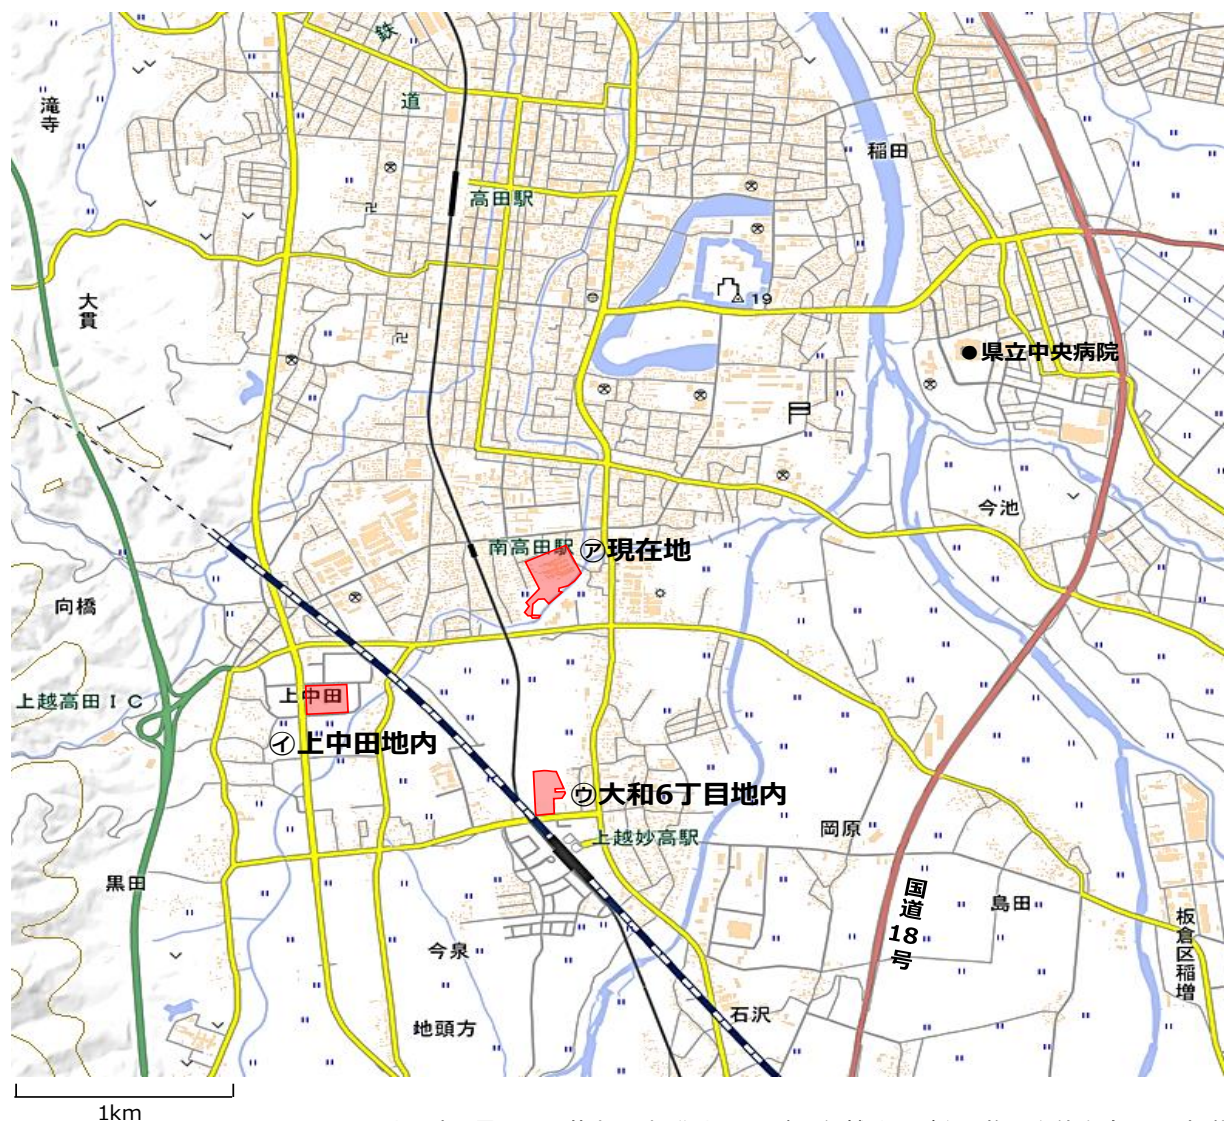 鉄
道
滝寺
稲田
高田駅
大貫
19
●県立中央病院
今池
南高田駅
㋐現在地
向橋
上越高田IC
上中田
㋑上中田地内
㋒大和6丁目地内
上越妙高駅
岡原
黒田
国道18号
島田
板倉区稲増
今泉
石沢
地頭方
1km